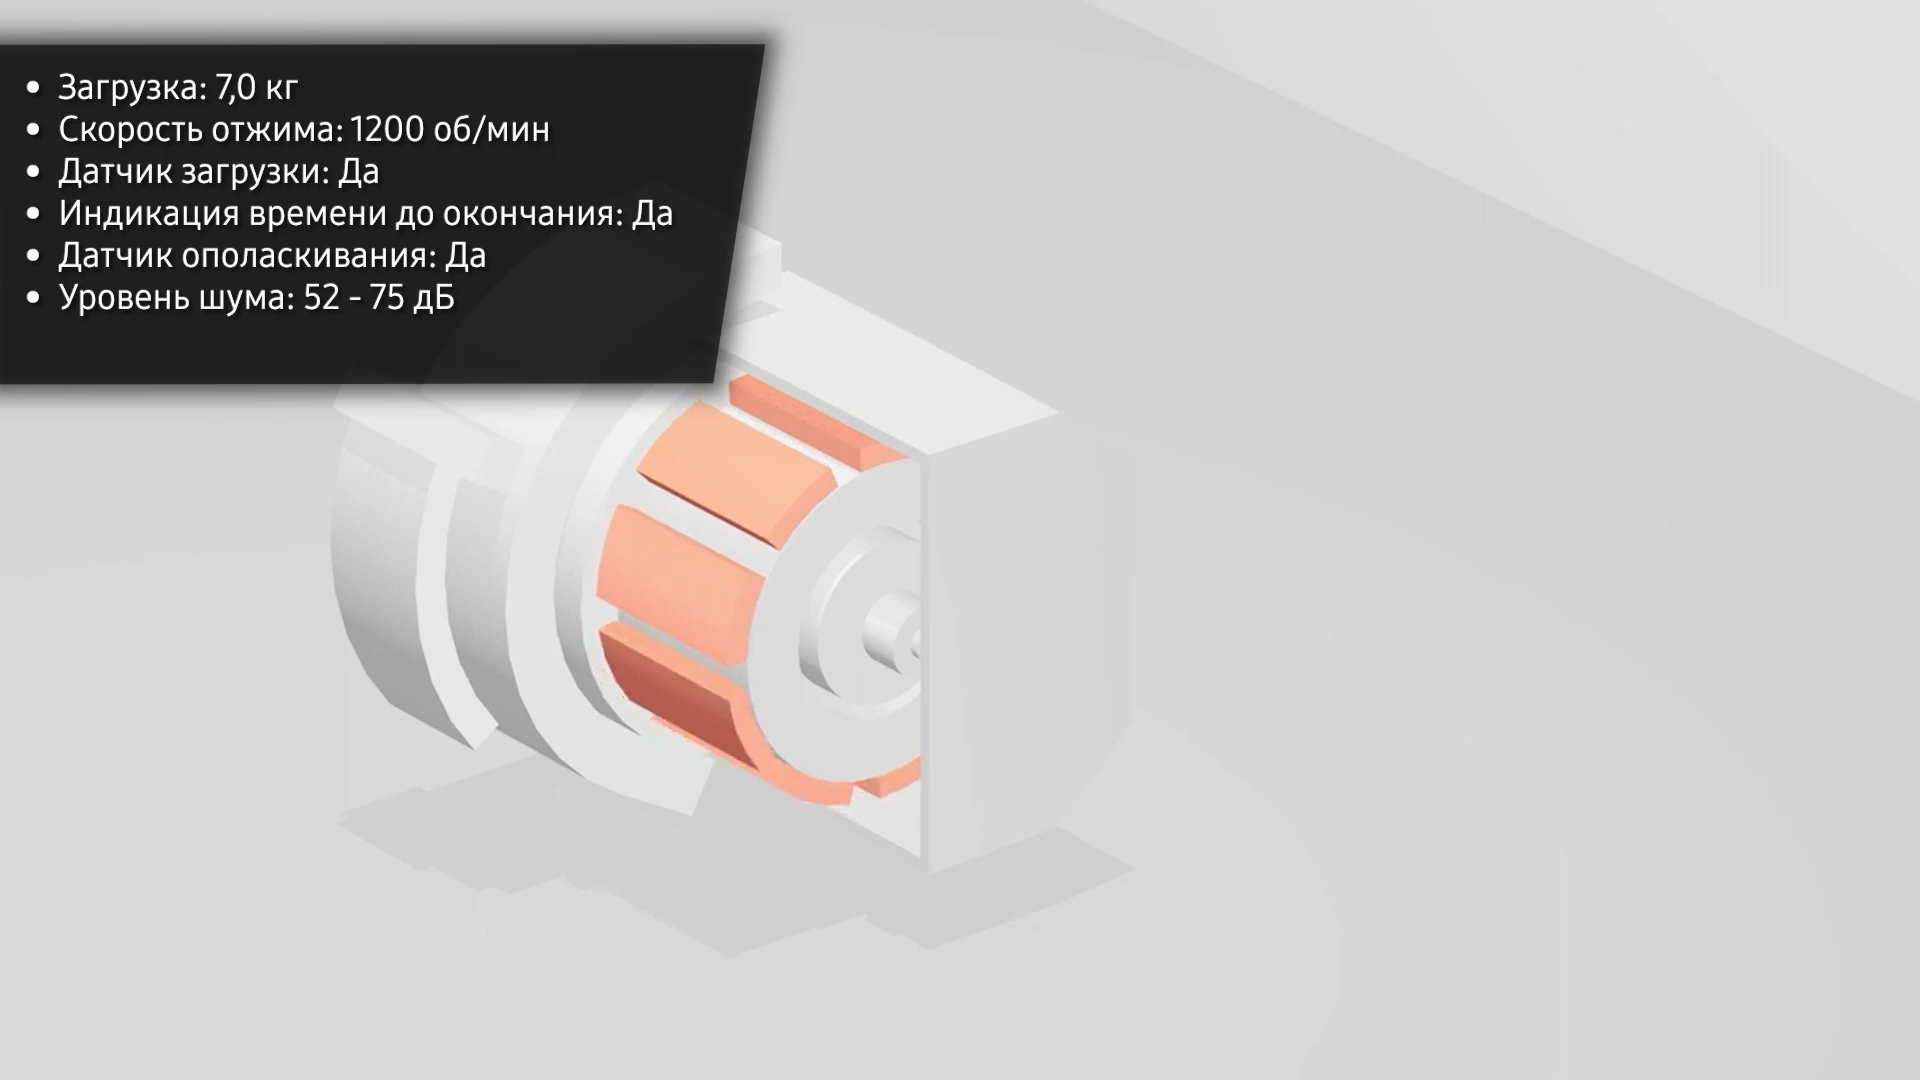 • Загрузка: 7,0 кг
• Скорость отжима: 1200 об/мин
• Датчик загрузки: Да
• Индикация времени до окончания: Да
• Датчик ополаскивания: Да
• Уровень шума: 52 - 75 дБ